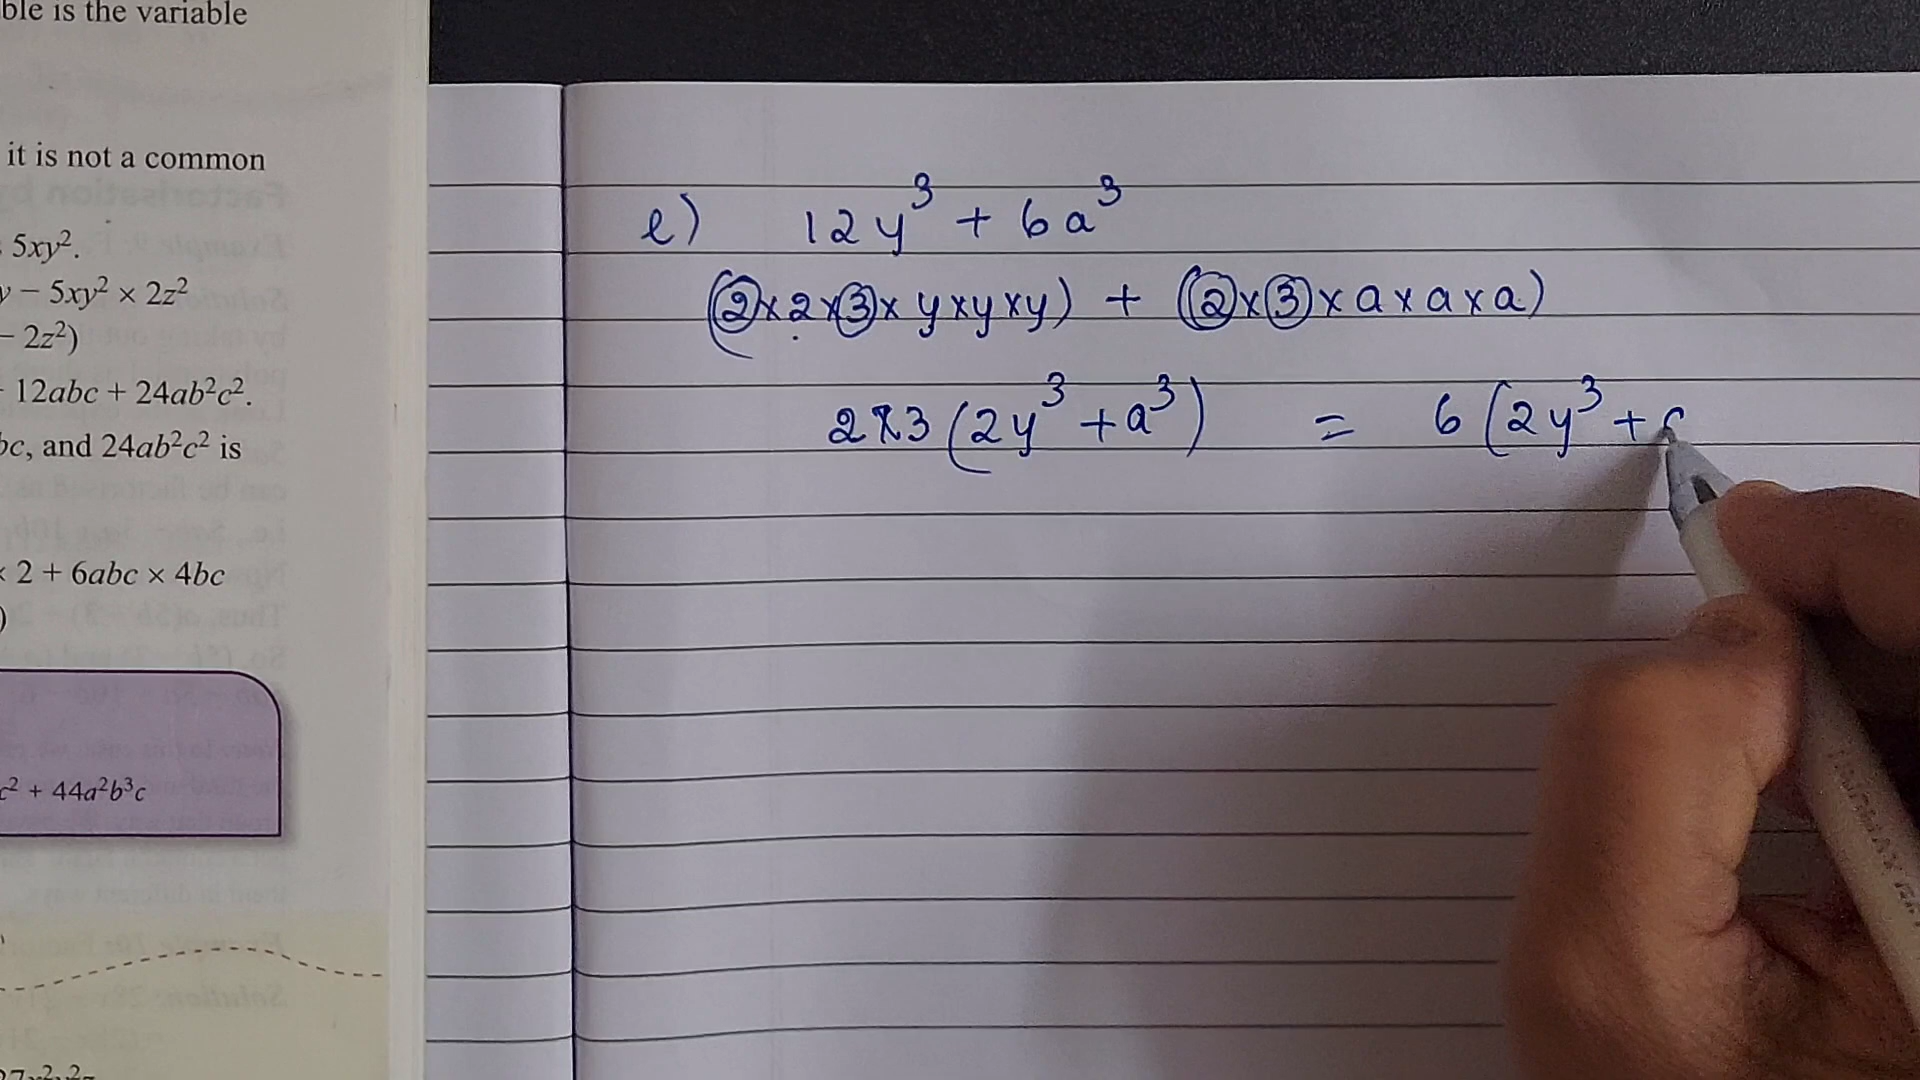 ble is the variable
it is not a common
5xy².
y – 5xy² × 2z²
– 2z²)
12abc + 24ab²c².
bc, and 24ab²c² is
× 2 + 6abc × 4bc
)
c² + 44a²b³c
e) 12y³ + 6a³
(2×2×3×y×y×y) + (2×3×a×a×a)
2×3(2y³+a³) = 6(2y³+